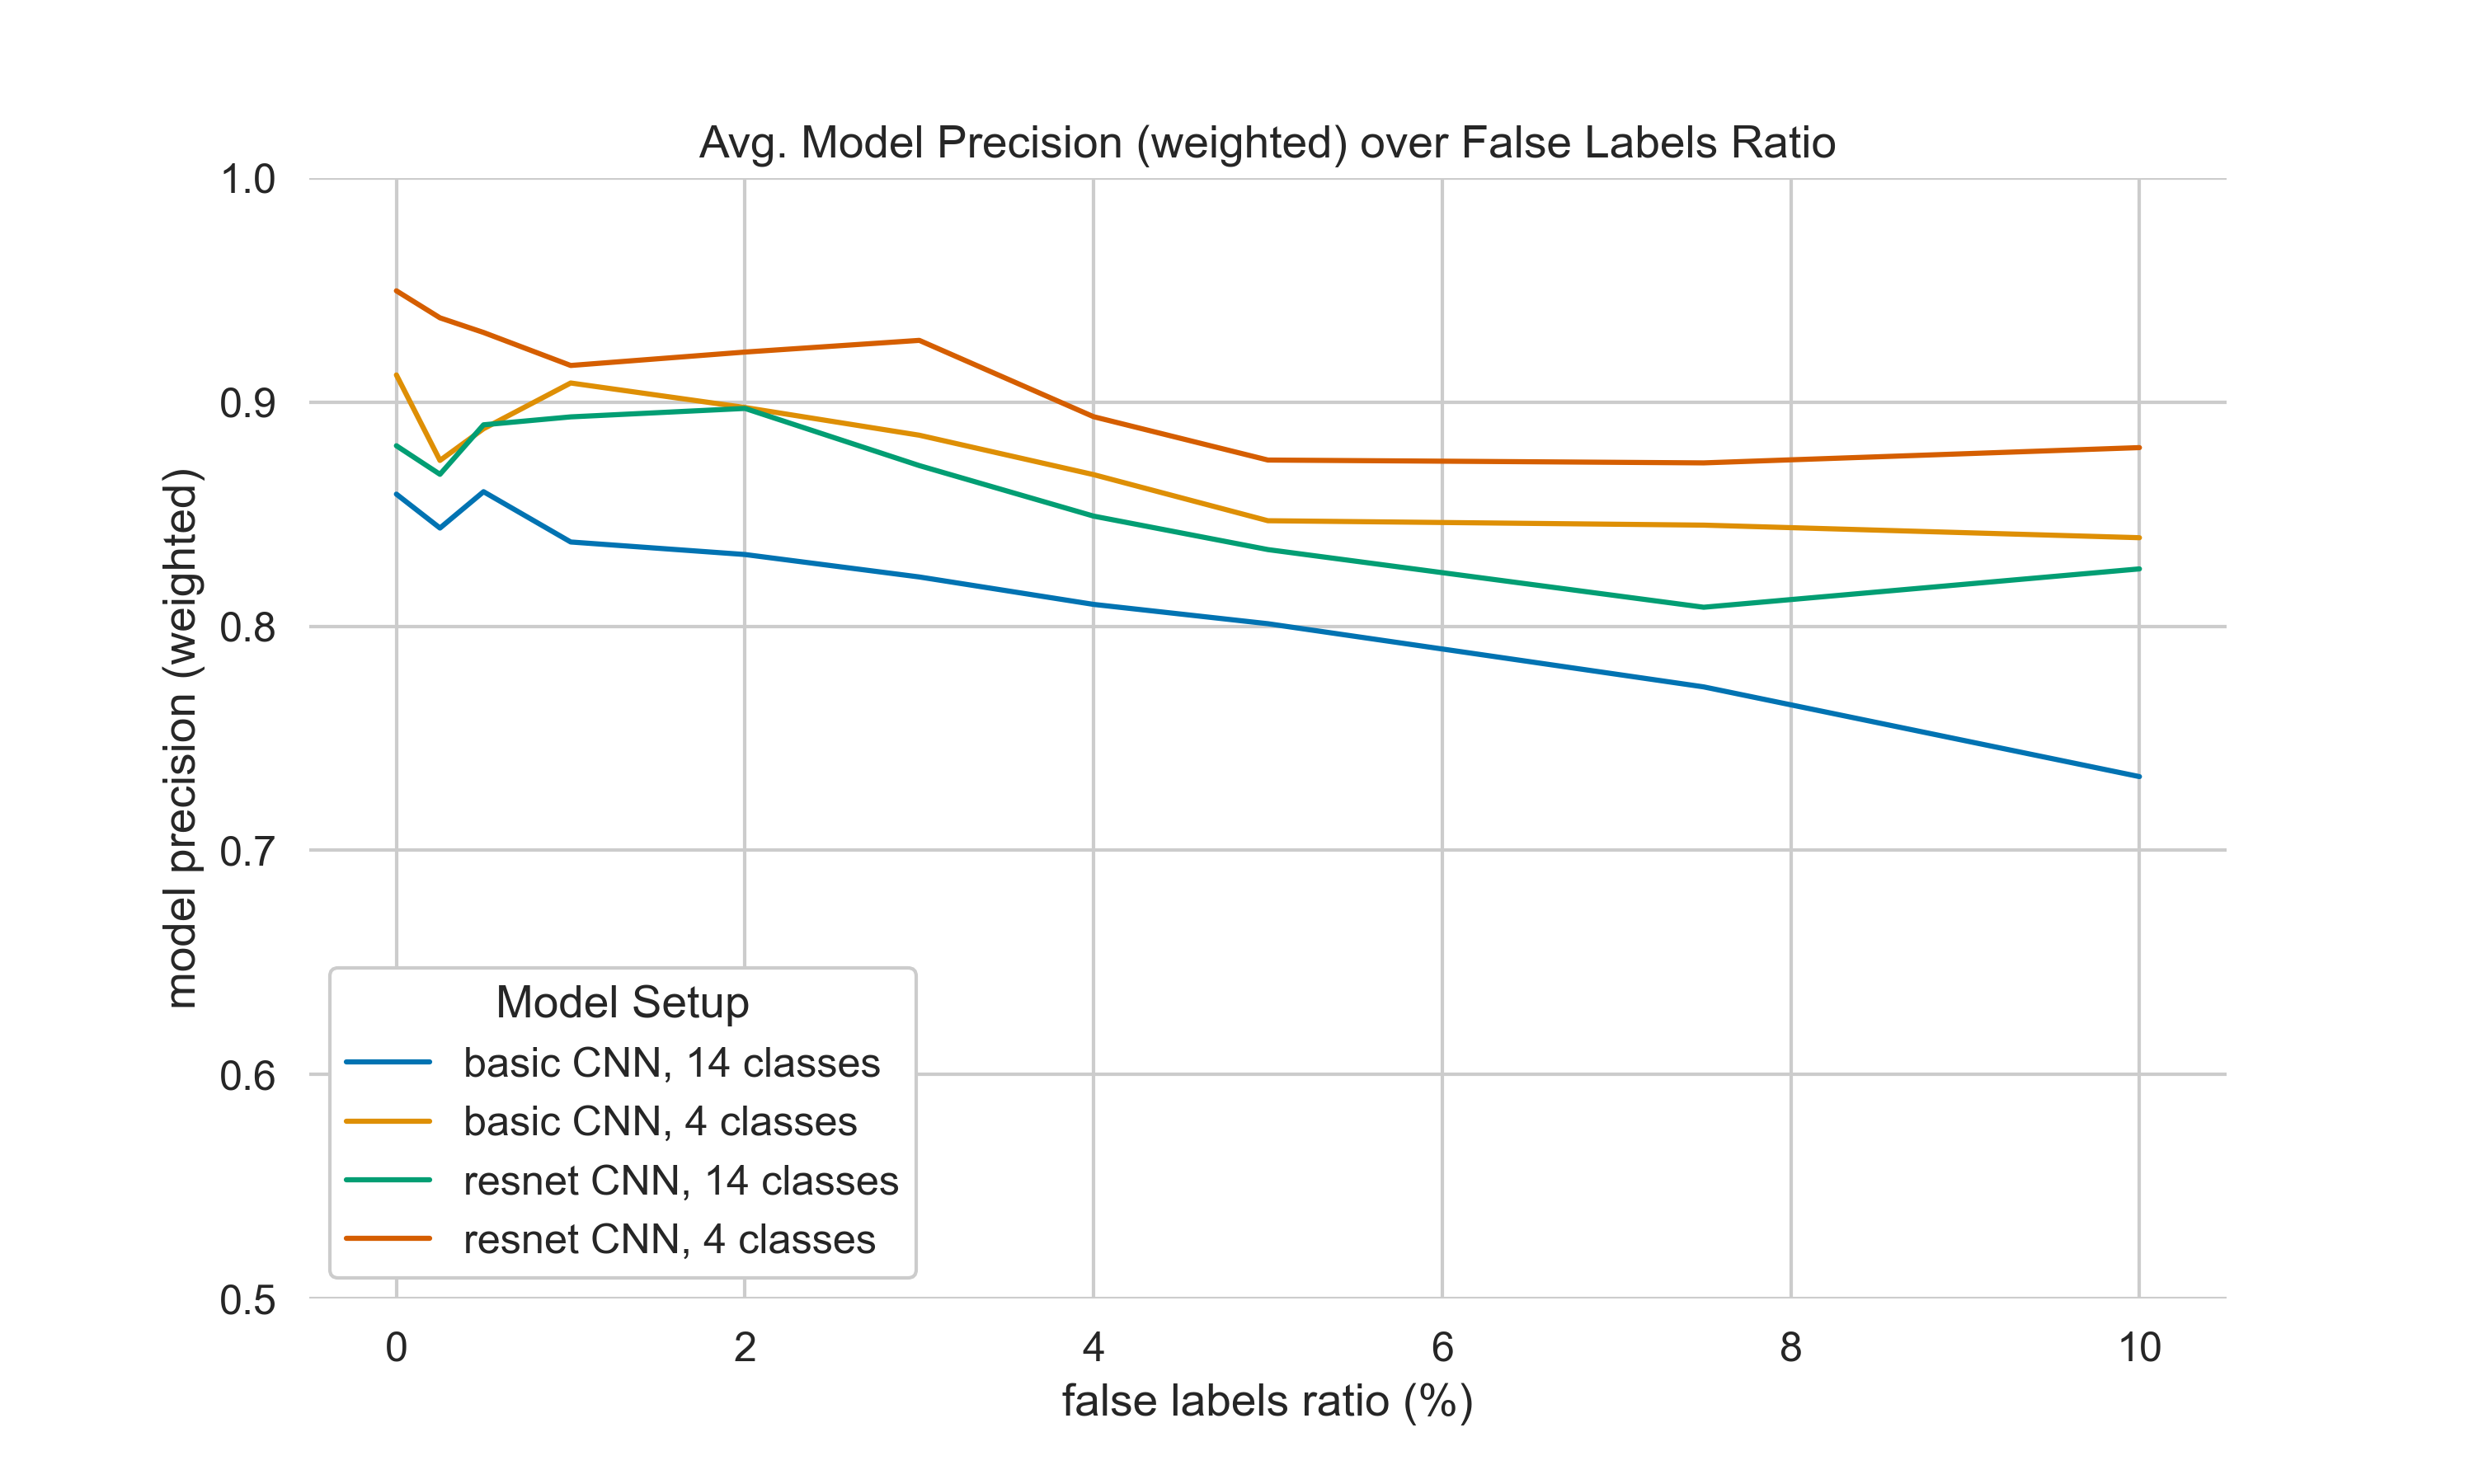 Avg. Model Precision (weighted) over False Labels Ratio
1.0
0.9
0.8
0.7
0.6
0.5
model precision (weighted)
Model Setup
basic CNN, 14 classes
basic CNN, 4 classes
resnet CNN, 14 classes
resnet CNN, 4 classes
0 2 4 6 8 10
false labels ratio (%)